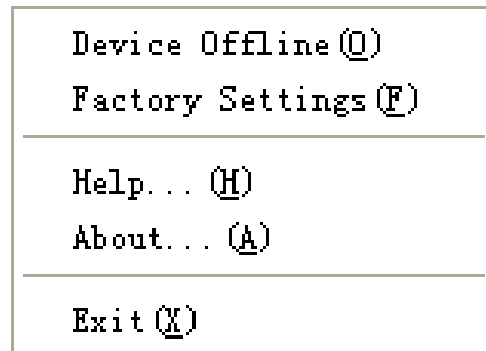 Device Offline(O)
Factory Settings(F)
Help...(H)
About...(A)
Exit(X)